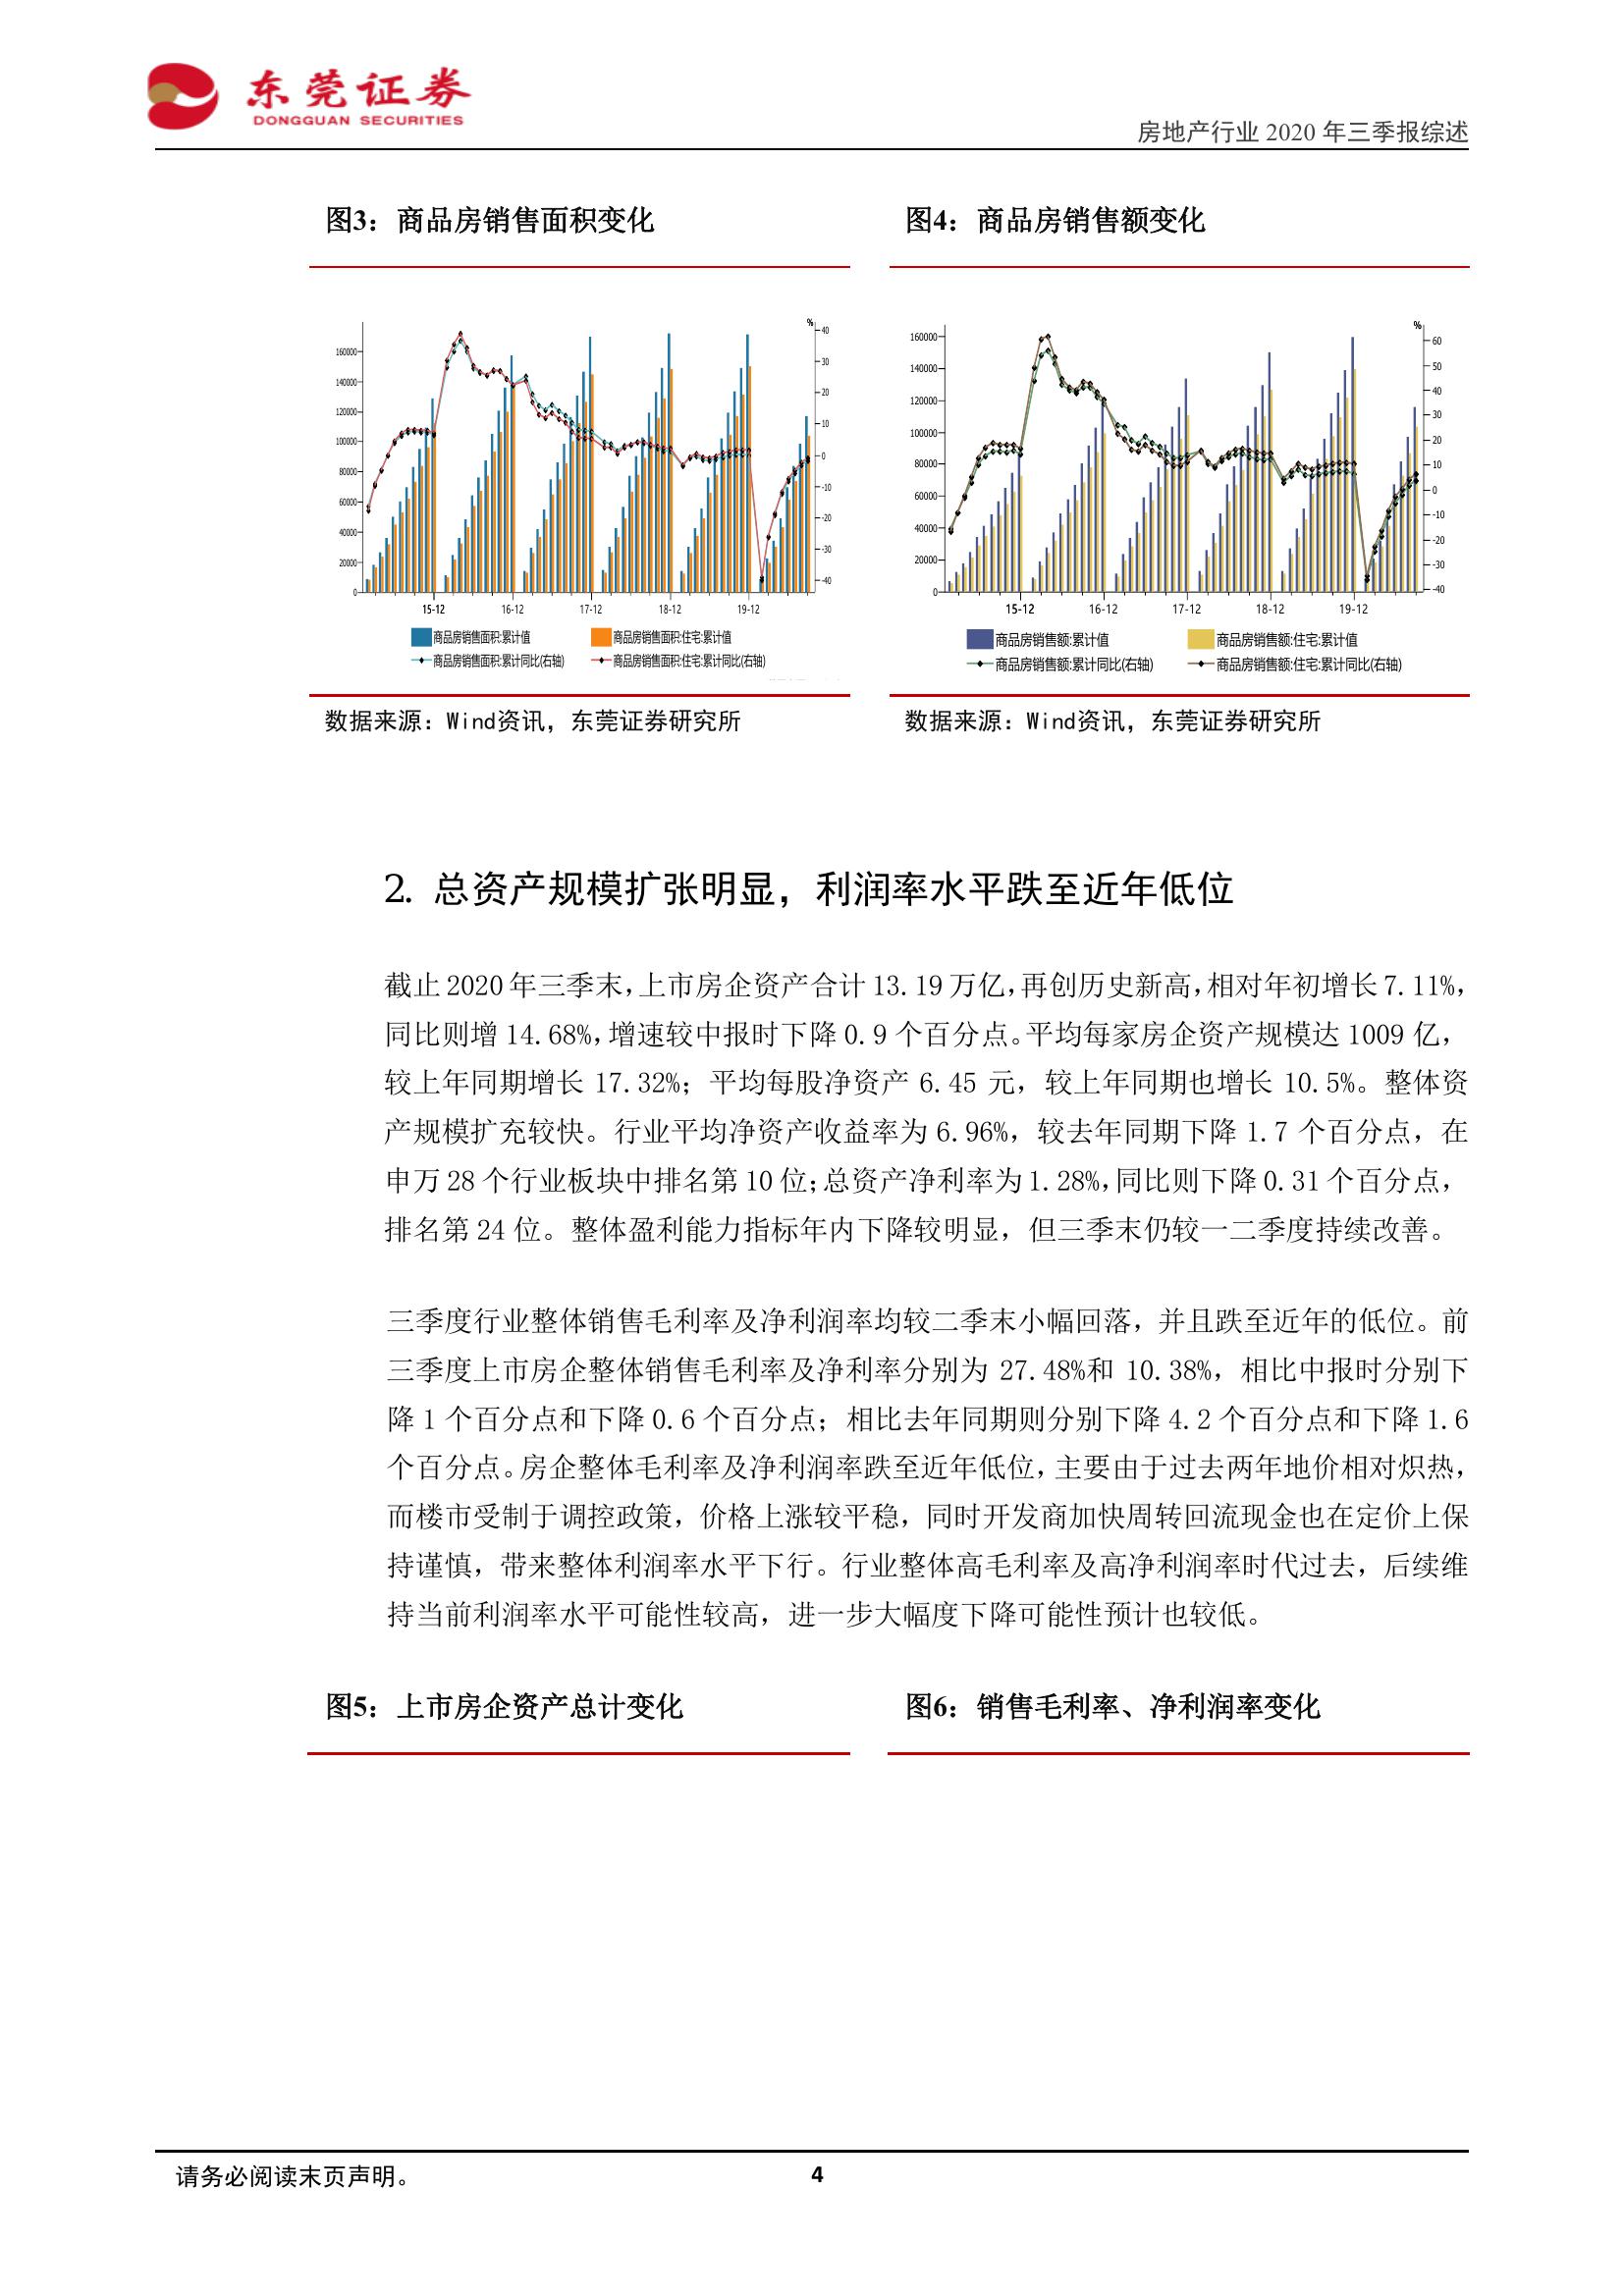 东莞证券
DONGGUAN SECURITIES
房地产行业 2020 年三季报综述
图3：商品房销售面积变化
图4：商品房销售额变化
%
160000
140000
120000
100000
80000
60000
40000
20000
0
40
30
20
10
0
-10
-20
-30
-40
15-12 16-12 17-12 18-12 19-12
商品房销售面积:累计值 商品房销售面积:住宅:累计值
商品房销售面积:累计同比(右轴) 商品房销售面积:住宅:累计同比(右轴)
%
160000
140000
120000
100000
80000
60000
40000
20000
0
60
50
40
30
20
10
0
-10
-20
-30
-40
15-12 16-12 17-12 18-12 19-12
商品房销售额:累计值 商品房销售额:住宅:累计值
商品房销售额:累计同比(右轴) 商品房销售额:住宅:累计同比(右轴)
数据来源：Wind资讯，东莞证券研究所
数据来源：Wind资讯，东莞证券研究所
2. 总资产规模扩张明显，利润率水平跌至近年低位
截止 2020 年三季末，上市房企资产合计 13.19 万亿，再创历史新高，相对年初增长 7.11%，
同比则增 14.68%，增速较中报时下降 0.9 个百分点。平均每家房企资产规模达 1009 亿，
较上年同期增长 17.32%；平均每股净资产 6.45 元，较上年同期也增长 10.5%。整体资
产规模扩充较快。行业平均净资产收益率为 6.96%，较去年同期下降 1.7 个百分点，在
申万 28 个行业板块中排名第 10 位；总资产净利率为 1.28%，同比则下降 0.31 个百分点，
排名第 24 位。整体盈利能力指标年内下降较明显，但三季末仍较一二季度持续改善。
三季度行业整体销售毛利率及净利润率均较二季末小幅回落，并且跌至近年的低位。前
三季度上市房企整体销售毛利率及净利率分别为 27.48%和 10.38%，相比中报时分别下
降 1 个百分点和下降 0.6 个百分点；相比去年同期则分别下降 4.2 个百分点和下降 1.6
个百分点。房企整体毛利率及净利润率跌至近年低位，主要由于过去两年地价相对炽热，
而楼市受制于调控政策，价格上涨较平稳，同时开发商加快周转回流现金也在定价上保
持谨慎，带来整体利润率水平下行。行业整体高毛利率及高净利润率时代过去，后续维
持当前利润率水平可能性较高，进一步大幅度下降可能性预计也较低。
图5：上市房企资产总计变化
图6：销售毛利率、净利润率变化
请务必阅读末页声明。
4